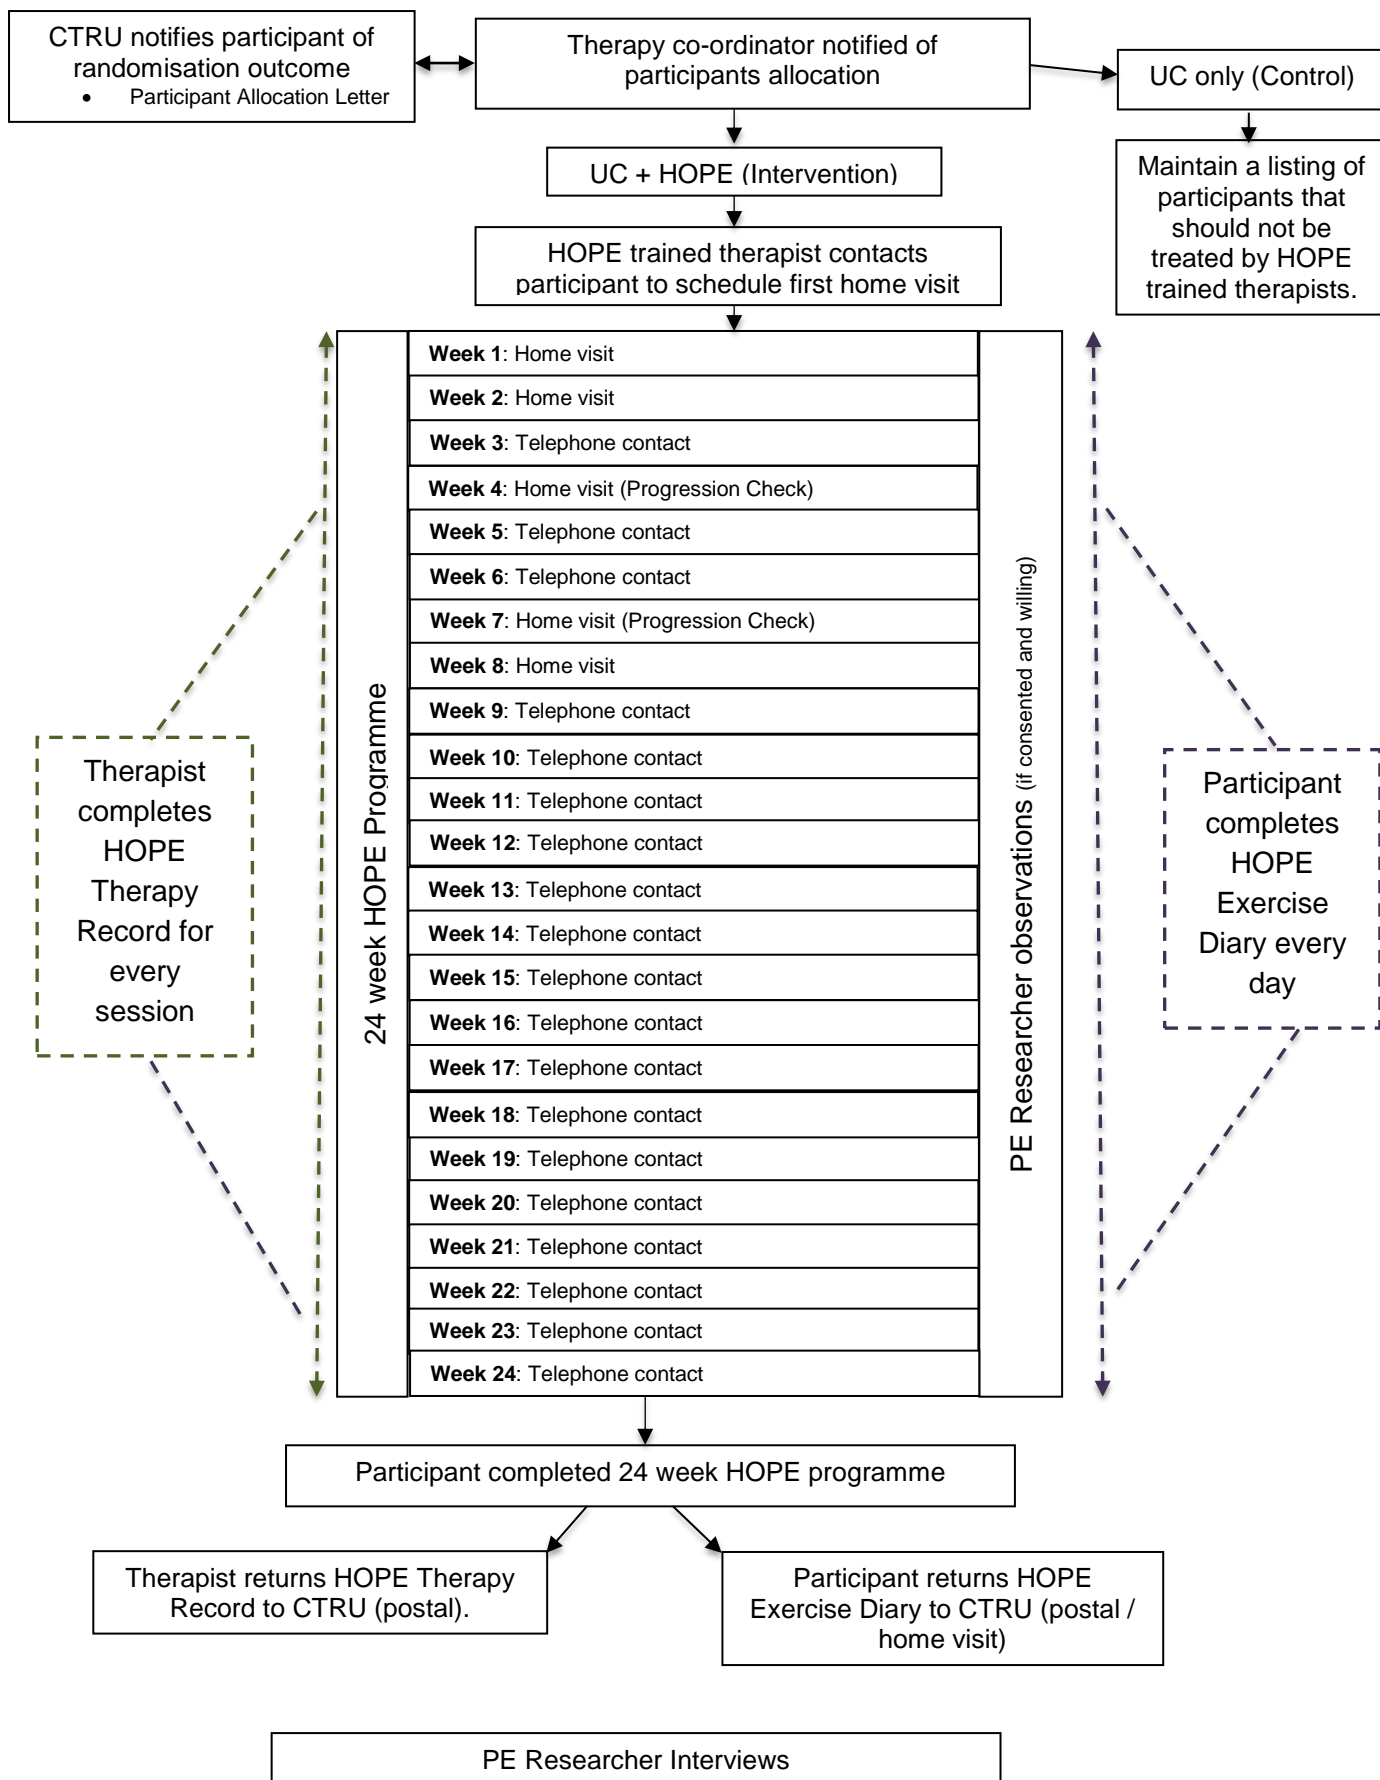 CTRU notifies participant of
randomisation outcome
• Participant Allocation Letter
Therapy co-ordinator notified of
participants allocation
UC only (Control)
UC + HOPE (Intervention)
Maintain a listing of
participants that
should not be
treated by HOPE
trained therapists.
HOPE trained therapist contacts
participant to schedule first home visit
24 week HOPE Programme
Week 1: Home visit
Week 2: Home visit
Week 3: Telephone contact
Week 4: Home visit (Progression Check)
Week 5: Telephone contact
Week 6: Telephone contact
Week 7: Home visit (Progression Check)
Week 8: Home visit
Week 9: Telephone contact
Week 10: Telephone contact
Week 11: Telephone contact
Week 12: Telephone contact
Week 13: Telephone contact
Week 14: Telephone contact
Week 15: Telephone contact
Week 16: Telephone contact
Week 17: Telephone contact
Week 18: Telephone contact
Week 19: Telephone contact
Week 20: Telephone contact
Week 21: Telephone contact
Week 22: Telephone contact
Week 23: Telephone contact
Week 24: Telephone contact
PE Researcher observations (if consented and willing)
Therapist
completes
HOPE
Therapy
Record for
every
session
Participant
completes
HOPE
Exercise
Diary every
day
Participant completed 24 week HOPE programme
Therapist returns HOPE Therapy
Record to CTRU (postal).
Participant returns HOPE
Exercise Diary to CTRU (postal /
home visit)
PE Researcher Interviews